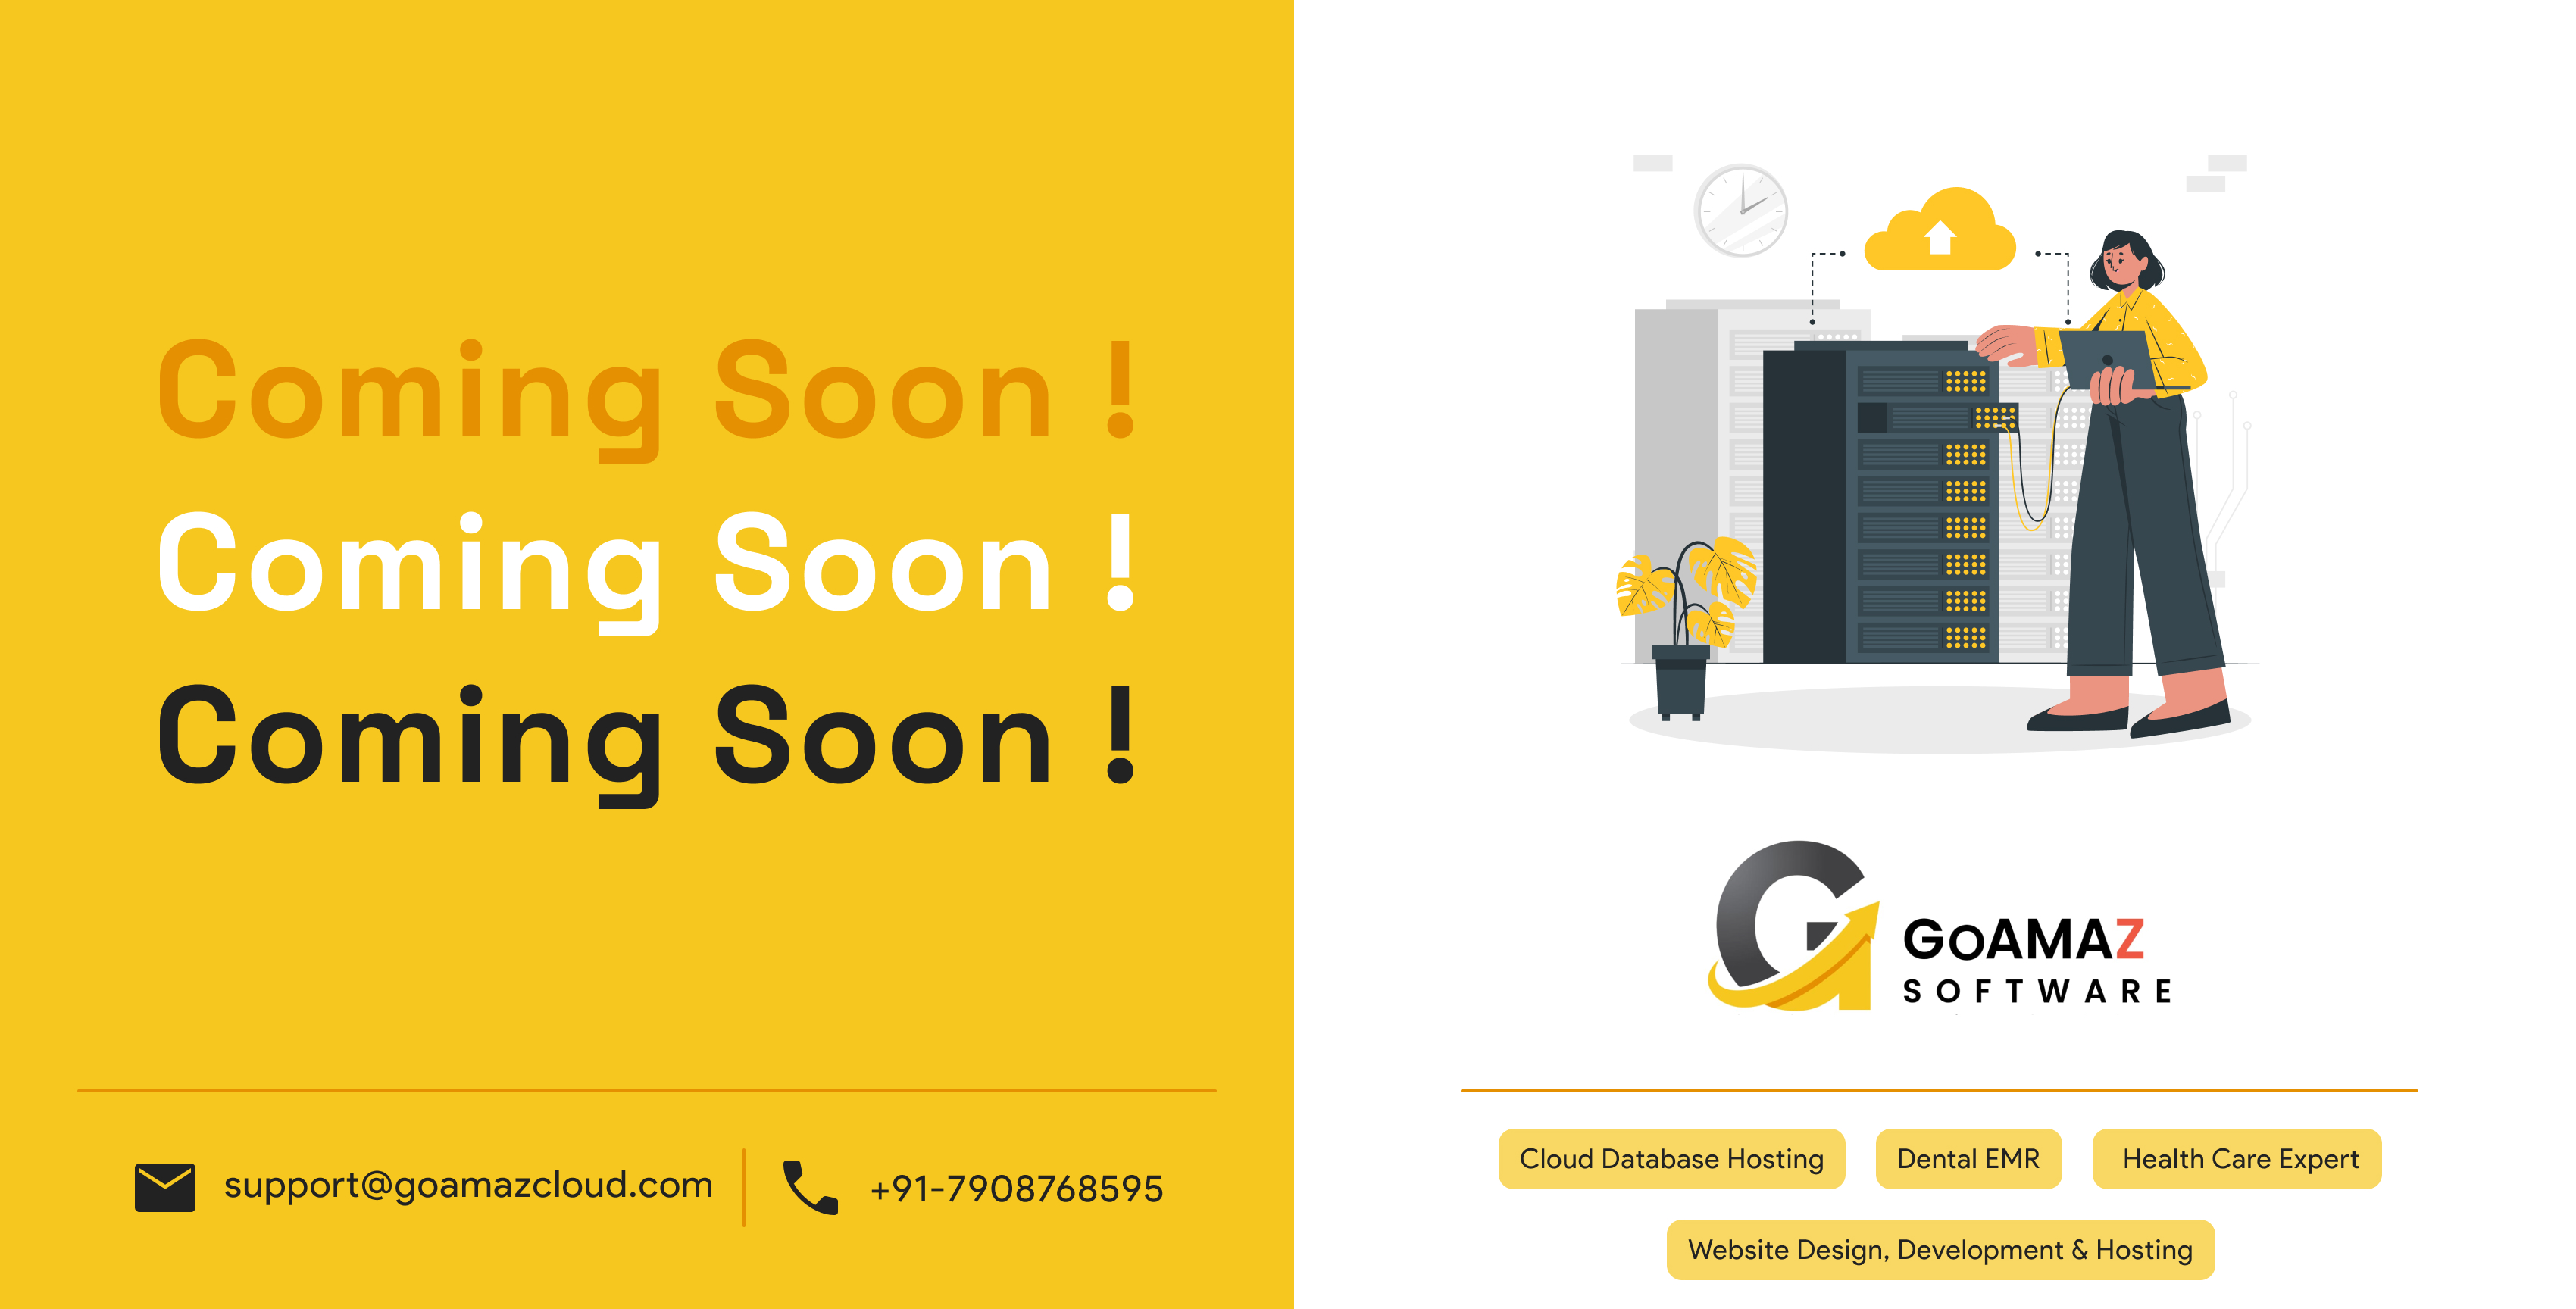 Coming Soon !
Coming Soon !
Coming Soon !
support@goamazcloud.com
+91-7908768595
GoAMAZ
SOFTWARE
Cloud Database Hosting
Dental EMR
Health Care Expert
Website Design, Development & Hosting